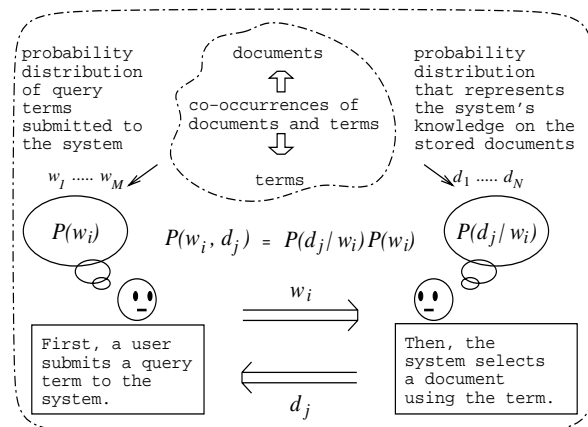 probability
distribution
of query
terms
submitted to
the system
documents
co-occurrences of
documents and terms
terms
probability
distribution
that represents
the system's
knowledge on the
stored documents
w1 ..... wM
d1 ..... dN
P(wi)
P(wi, dj) = P(dj/wi)P(wi)
P(dj/wi)
wi
First, a user
submits a query
term to the
system.
dj
Then, the
system selects
a document
using the term.